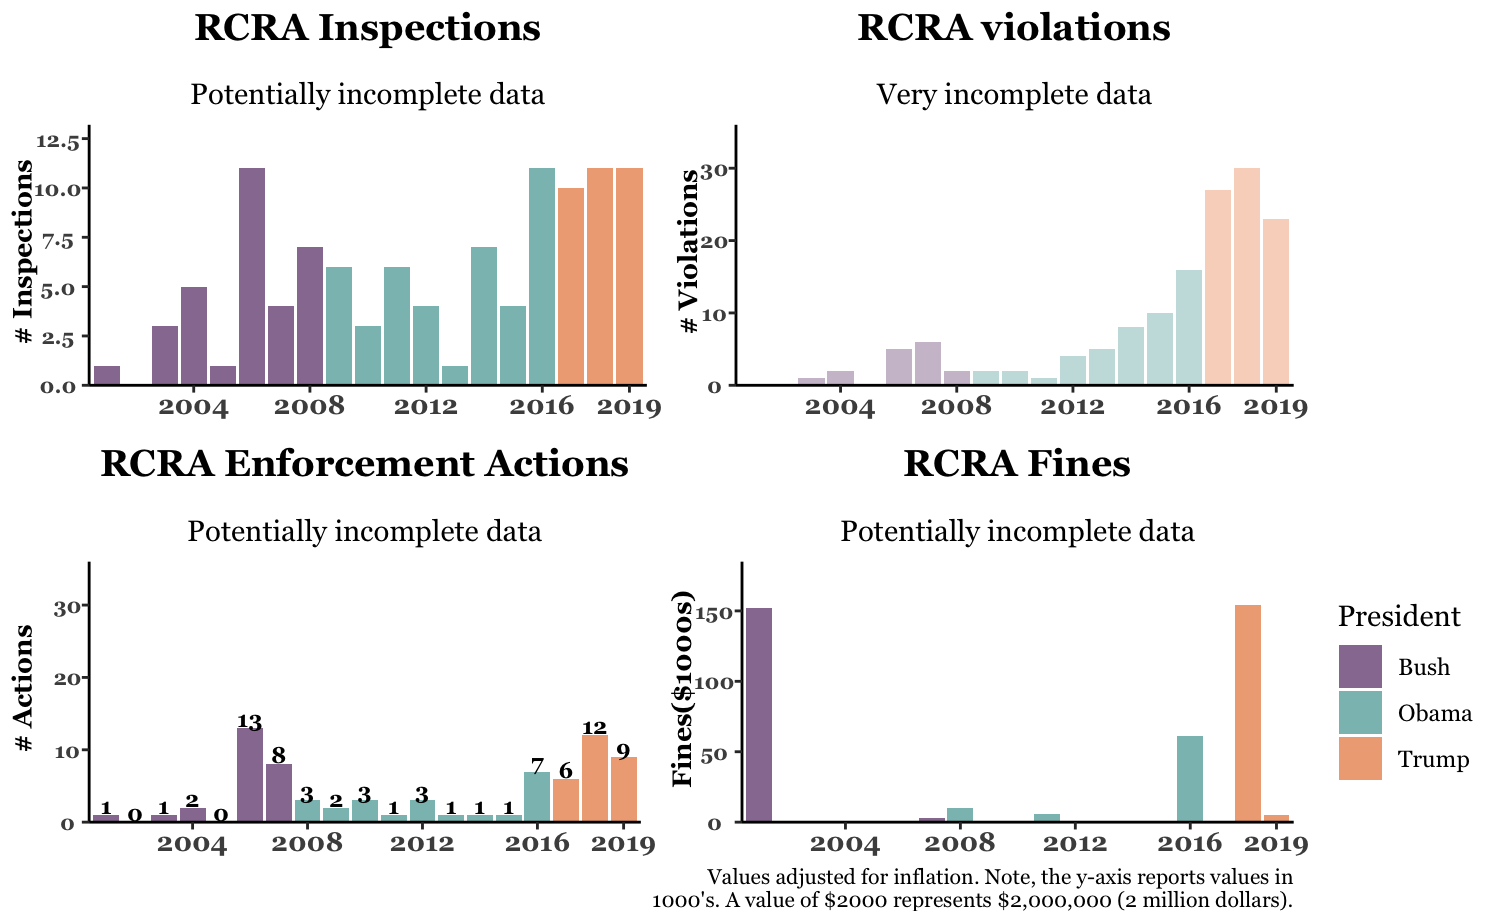 RCRA Inspections
Potentially incomplete data
# Inspections
12.5
10.0
7.5
5.0
2.5
0.0
2004 2008 2012 2016 2019
RCRA violations
Very incomplete data
# Violations
30
20
10
0
2004 2008 2012 2016 2019
RCRA Enforcement Actions
Potentially incomplete data
# Actions
30
20
10
0
1 0 1 2 0 13 8 3 2 3 1 3 1 1 1 7 6 12 9
2004 2008 2012 2016 2019
RCRA Fines
Potentially incomplete data
Fines($1000s)
150
100
50
0
2004 2008 2012 2016 2019
President
Bush
Obama
Trump
Values adjusted for inflation. Note, the y-axis reports values in
1000's. A value of $2000 represents $2,000,000 (2 million dollars).